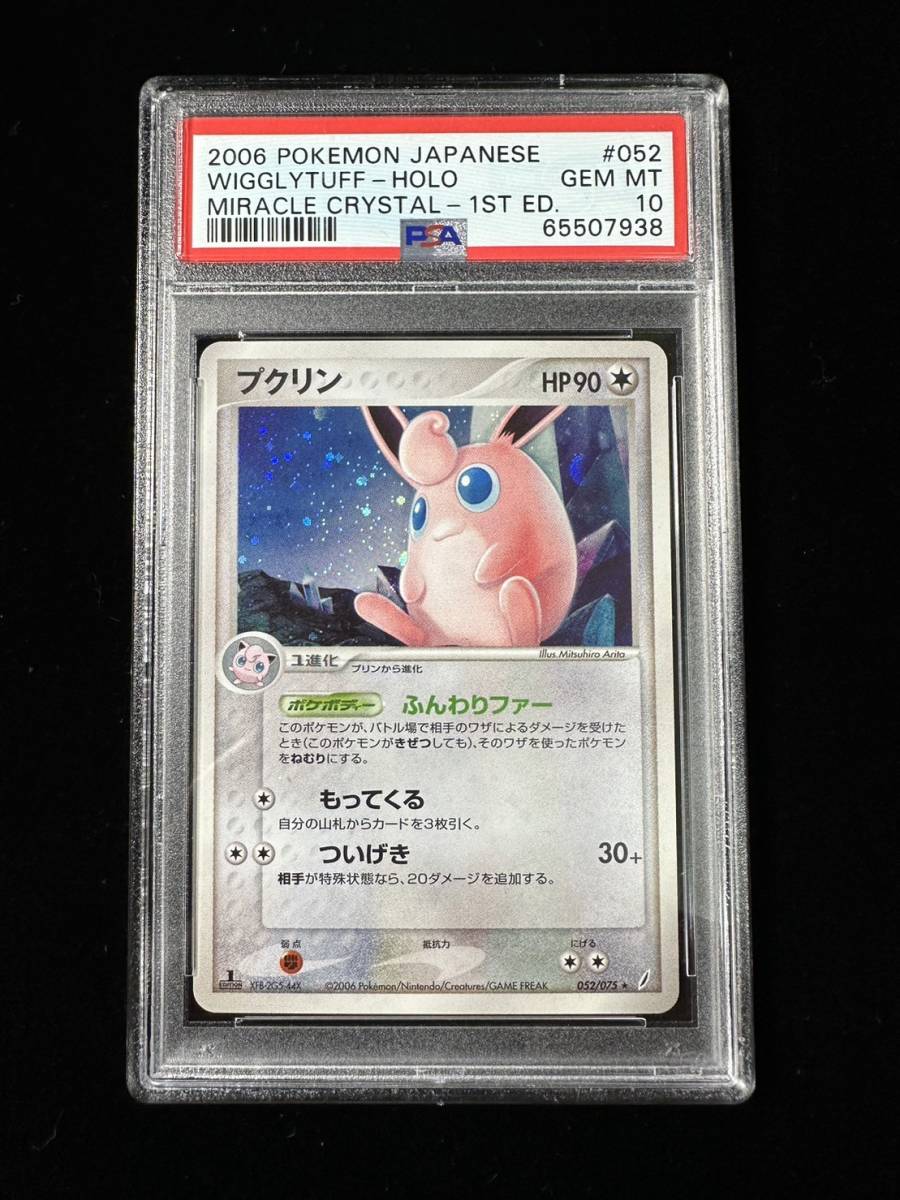 2006 POKEMON JAPANESE #052
WIGGLYTUFF-HOLO GEM MT
MIRACLE CRYSTAL-1ST ED. 10
PSA 65507938
プクリン HP90
Illus. Mitsuhiro Arita
1進化 プリンから進化
ポケボディー ふんわりファー
このポケモンが、バトル場で相手のワザによるダメージを受けた
とき(このポケモンがきぜつしても)、そのワザを使ったポケモン
をねむりにする。
もってくる
自分の山札からカードを3枚引く。
ついげき 30+
相手が特殊状態なら、20ダメージを追加する。
弱点 抵抗力 にげる
1 EDITION XFB-2G5-44X ©2006 Pokémon/Nintendo/Creatures/GAME FREAK 052/075 ★